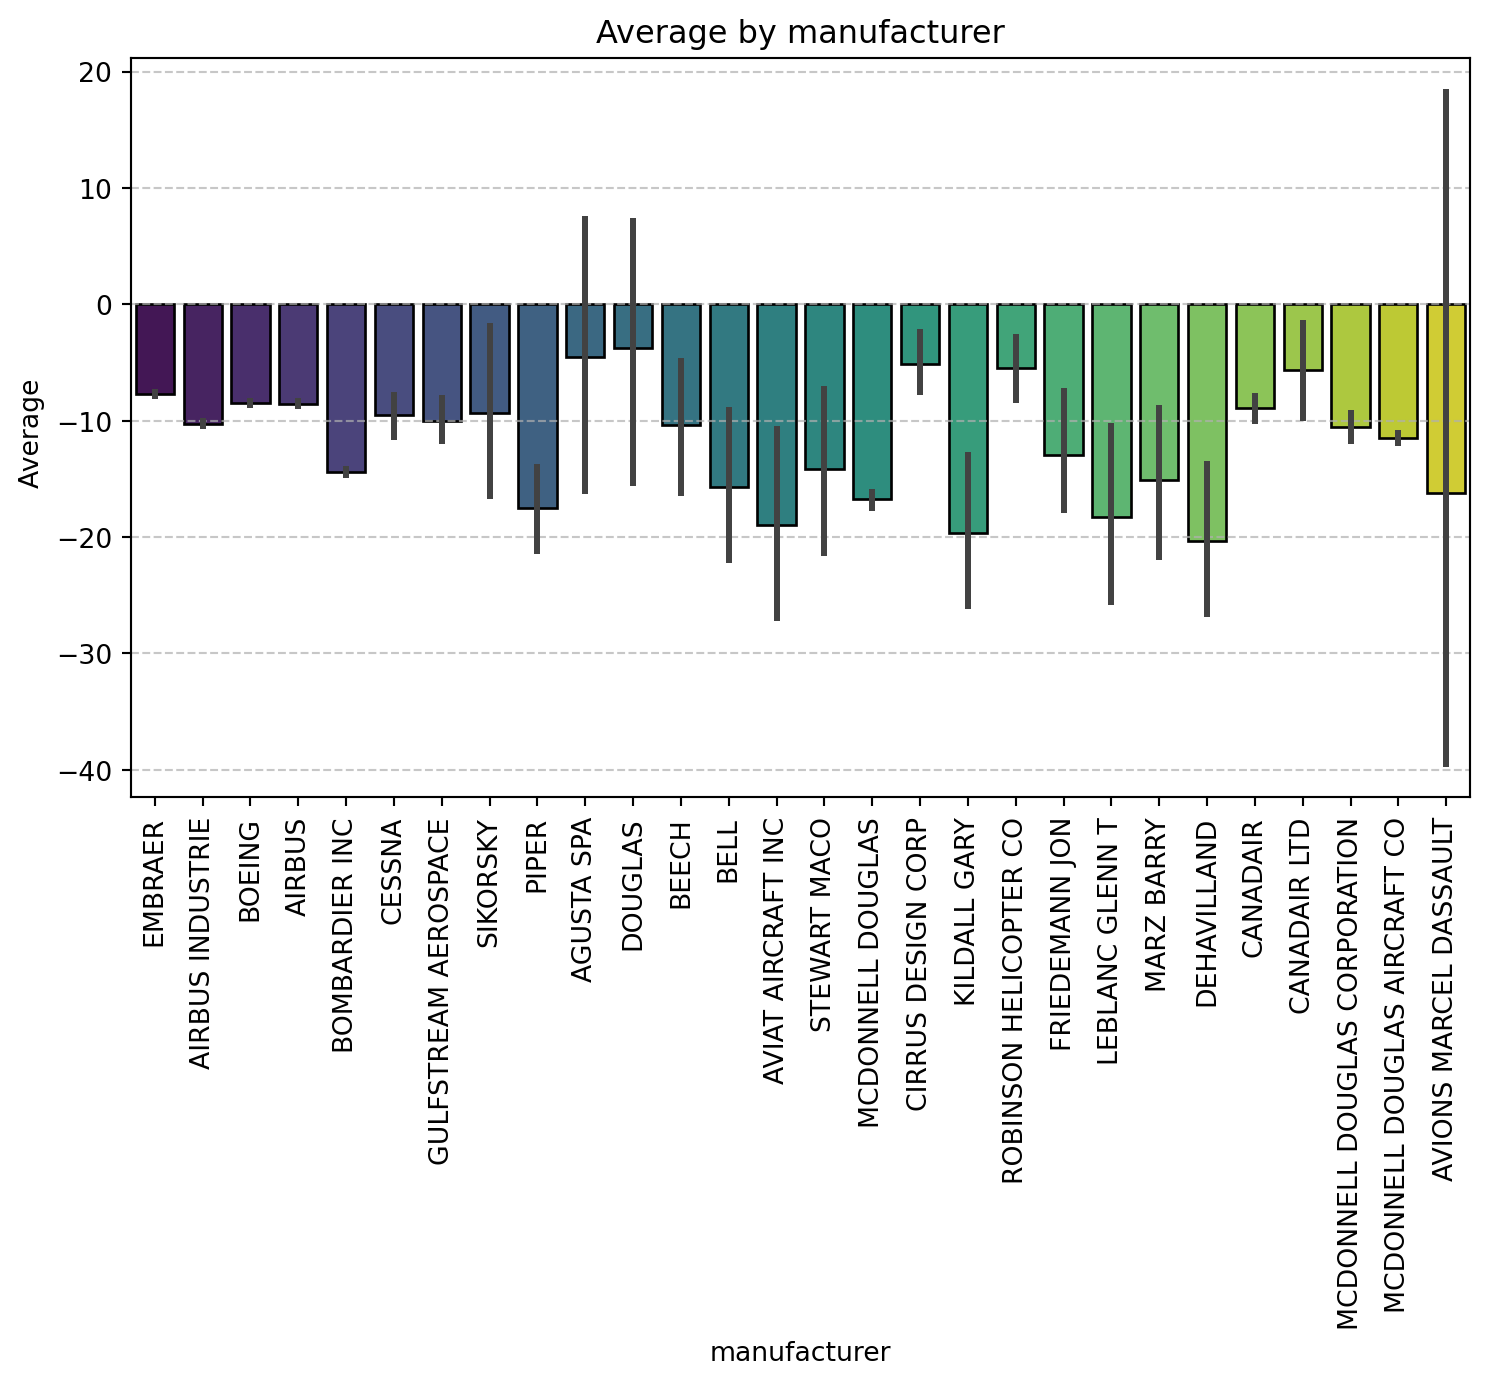 Average by manufacturer
Average
20
10
0
−10
−20
−30
−40
EMBRAER
AIRBUS INDUSTRIE
BOEING
AIRBUS
BOMBARDIER INC
CESSNA
GULFSTREAM AEROSPACE
SIKORSKY
PIPER
AGUSTA SPA
DOUGLAS
BEECH
BELL
AVIAT AIRCRAFT INC
STEWART MACO
MCDONNELL DOUGLAS
CIRRUS DESIGN CORP
KILDALL GARY
ROBINSON HELICOPTER CO
FRIEDEMANN JON
LEBLANC GLENN T
MARZ BARRY
DEHAVILLAND
CANADAIR
CANADAIR LTD
MCDONNELL DOUGLAS CORPORATION
MCDONNELL DOUGLAS AIRCRAFT CO
AVIONS MARCEL DASSAULT
manufacturer